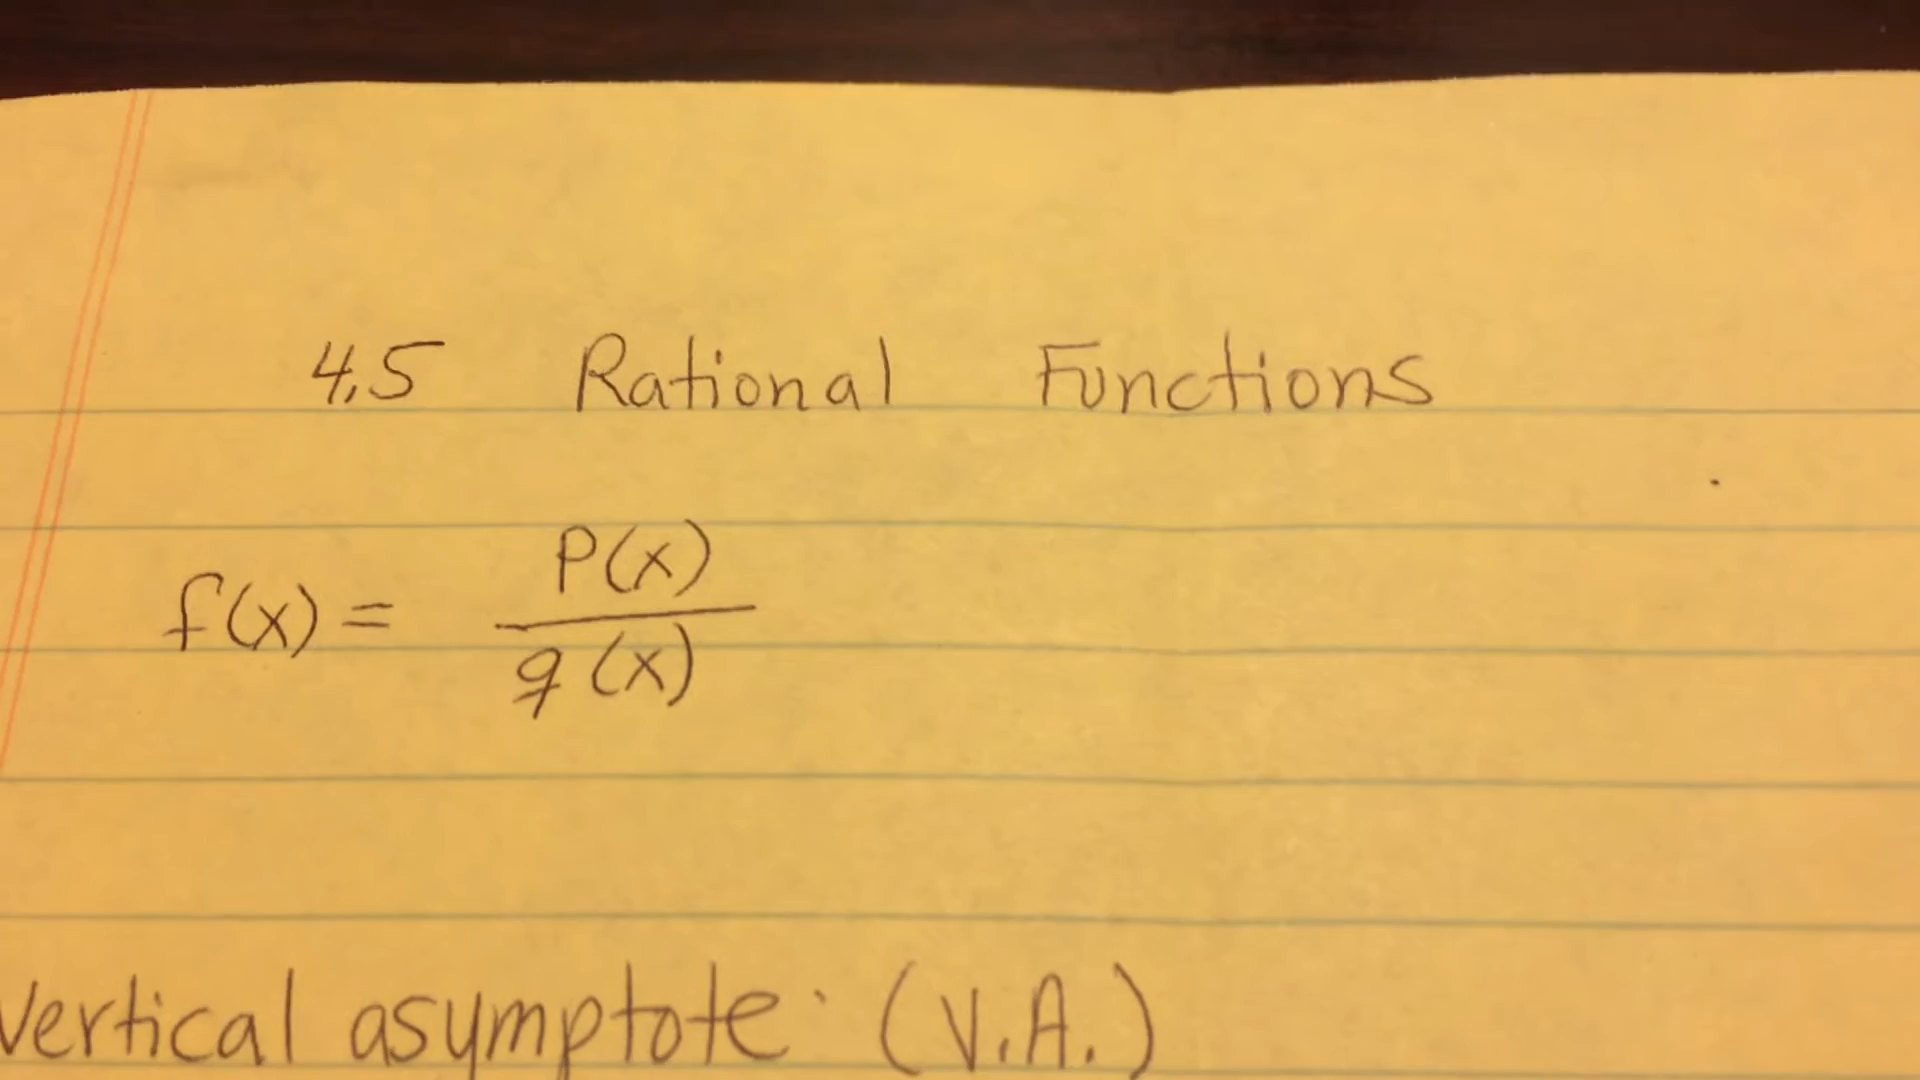 4.5 Rational Functions
f(x) = P(x) / q(x)
Vertical asymptote: (V.A.)